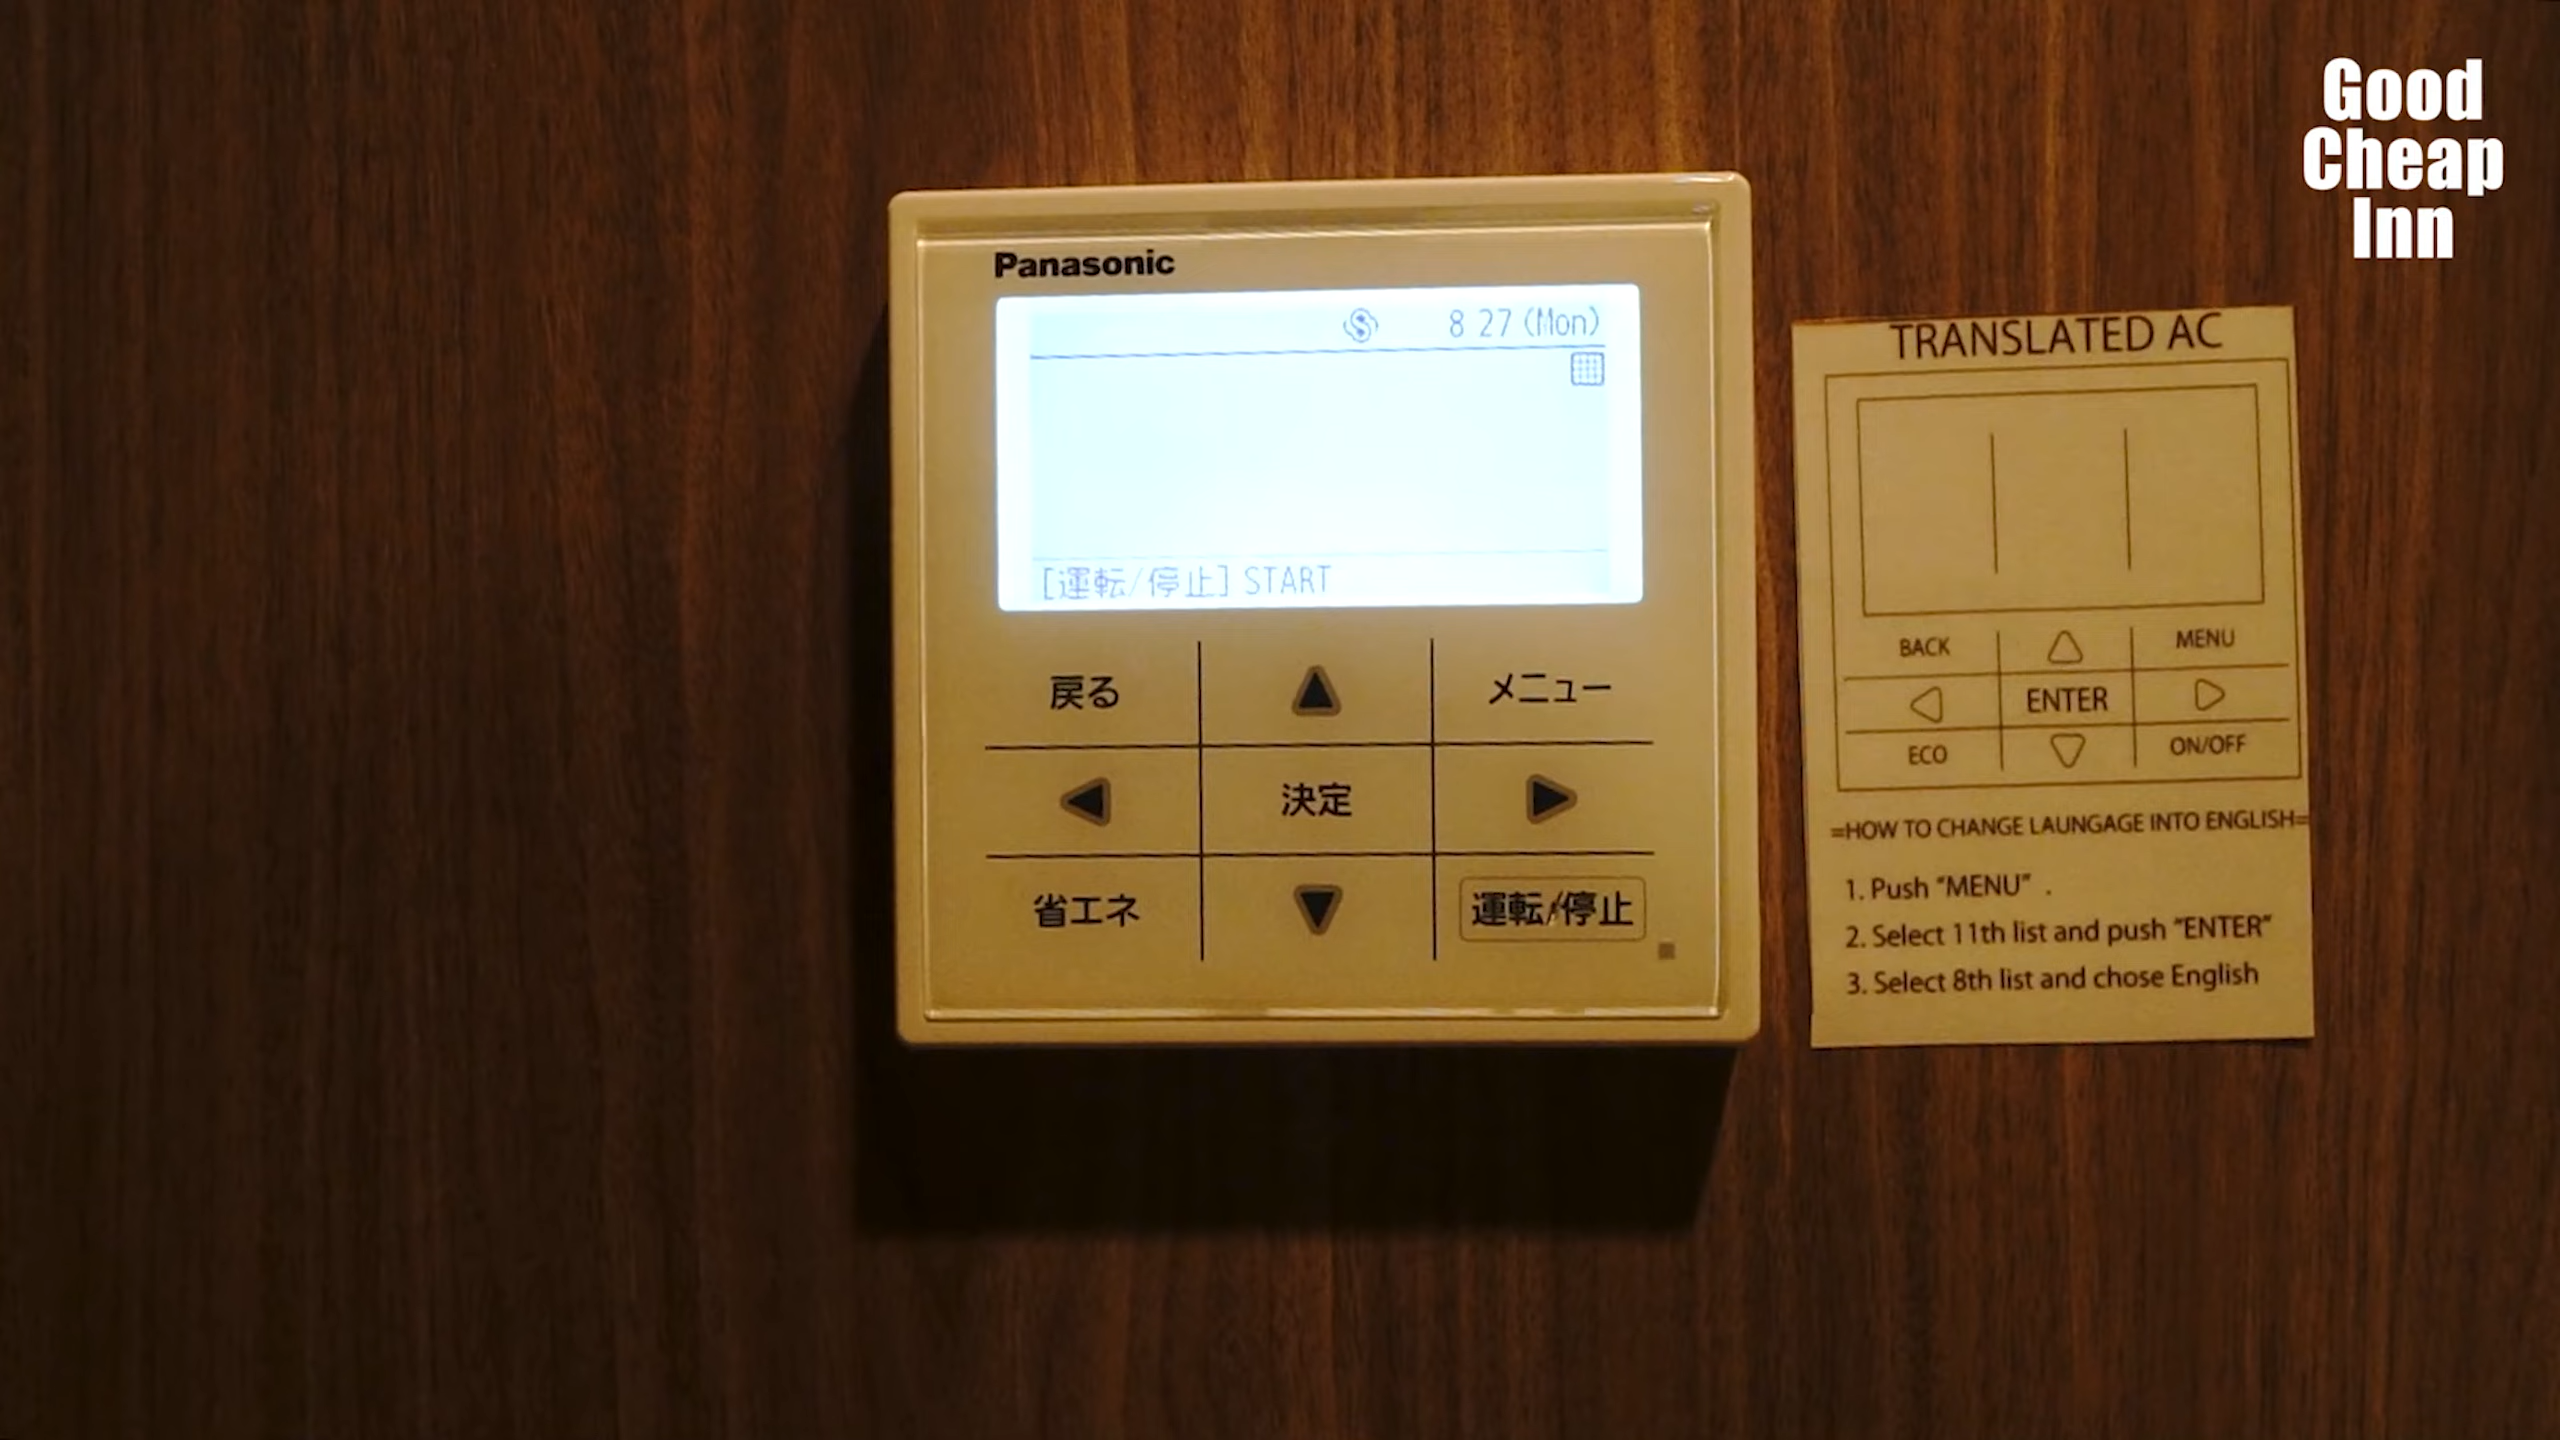 Good
Cheap
Inn
Panasonic
8 27 (Mon)
[運転/停止] START
戻る
メニュー
決定
省エネ
運転/停止
TRANSLATED AC
BACK
MENU
ENTER
ECO
ON/OFF
=HOW TO CHANGE LAUNGAGE INTO ENGLISH=
1. Push “MENU” .
2. Select 11th list and push “ENTER”
3. Select 8th list and chose English